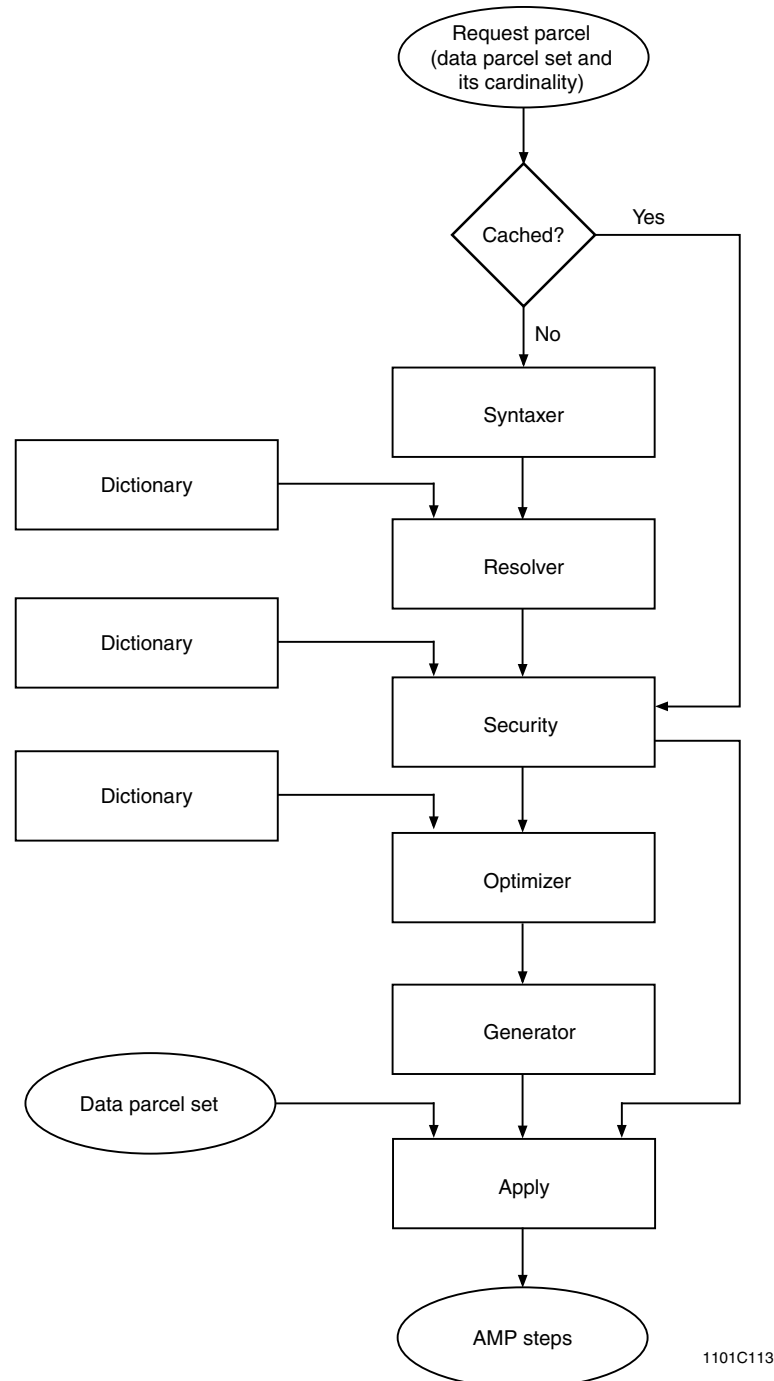 Request parcel
(data parcel set and
its cardinality)
Cached?
Yes
No
Syntaxer
Dictionary
Resolver
Dictionary
Security
Dictionary
Optimizer
Generator
Data parcel set
Apply
AMP steps
1101C113